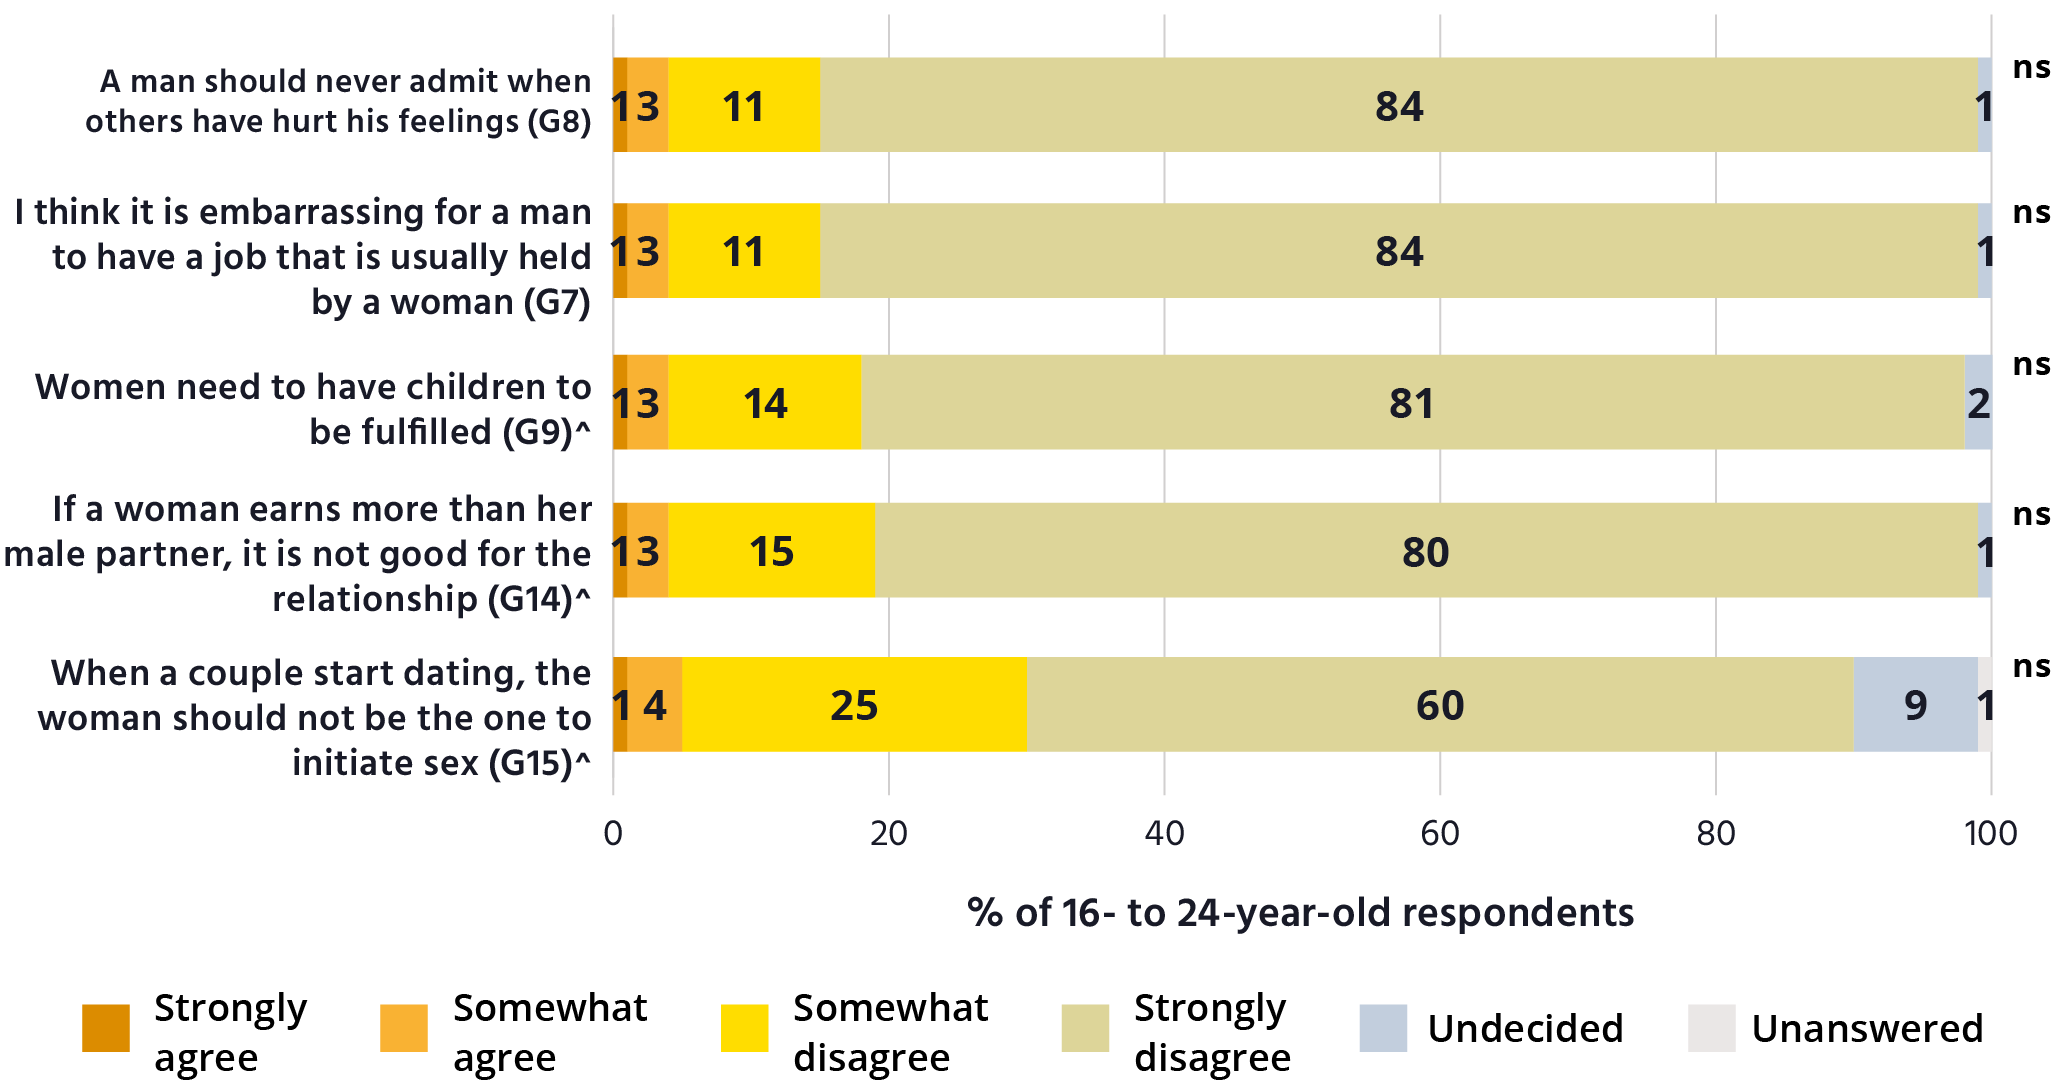 A man should never admit when
others have hurt his feelings (G8)
1 3 11 84 1
ns
I think it is embarrassing for a man
to have a job that is usually held
by a woman (G7)
1 3 11 84 1
ns
Women need to have children to
be fulfilled (G9)^
1 3 14 81 2
ns
If a woman earns more than her
male partner, it is not good for the
relationship (G14)^
1 3 15 80 1
ns
When a couple start dating, the
woman should not be the one to
initiate sex (G15)^
1 4 25 60 9 1
ns
0 20 40 60 80 100
% of 16- to 24-year-old respondents
Strongly
agree
Somewhat
agree
Somewhat
disagree
Strongly
disagree
Undecided
Unanswered